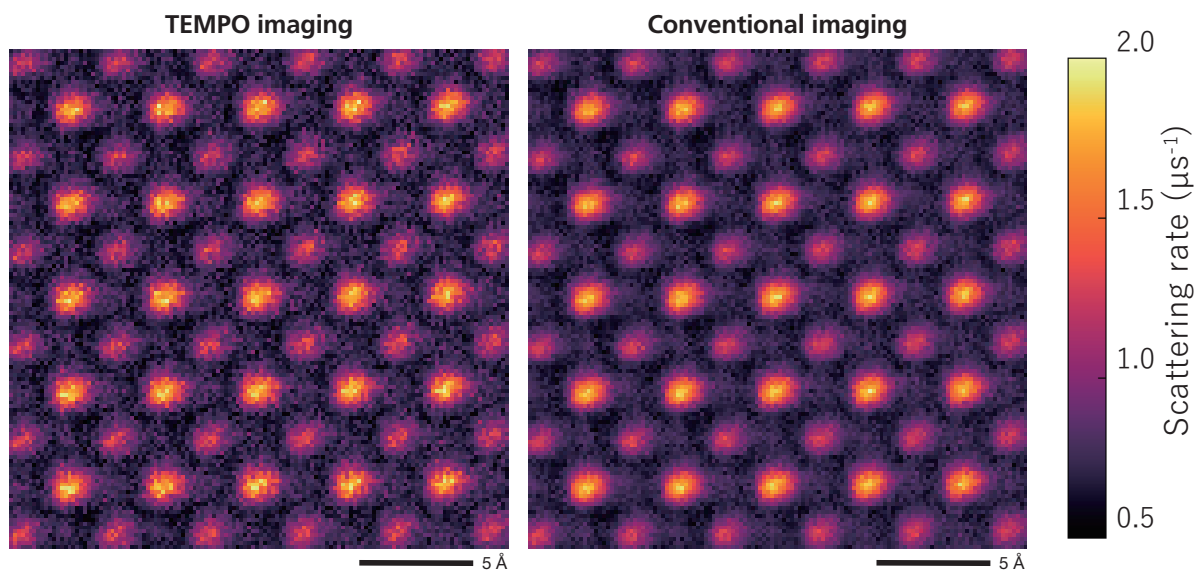 TEMPO imaging
Conventional imaging
2.0
1.5
1.0
0.5
Scattering rate (µs⁻¹)
5 Å
5 Å